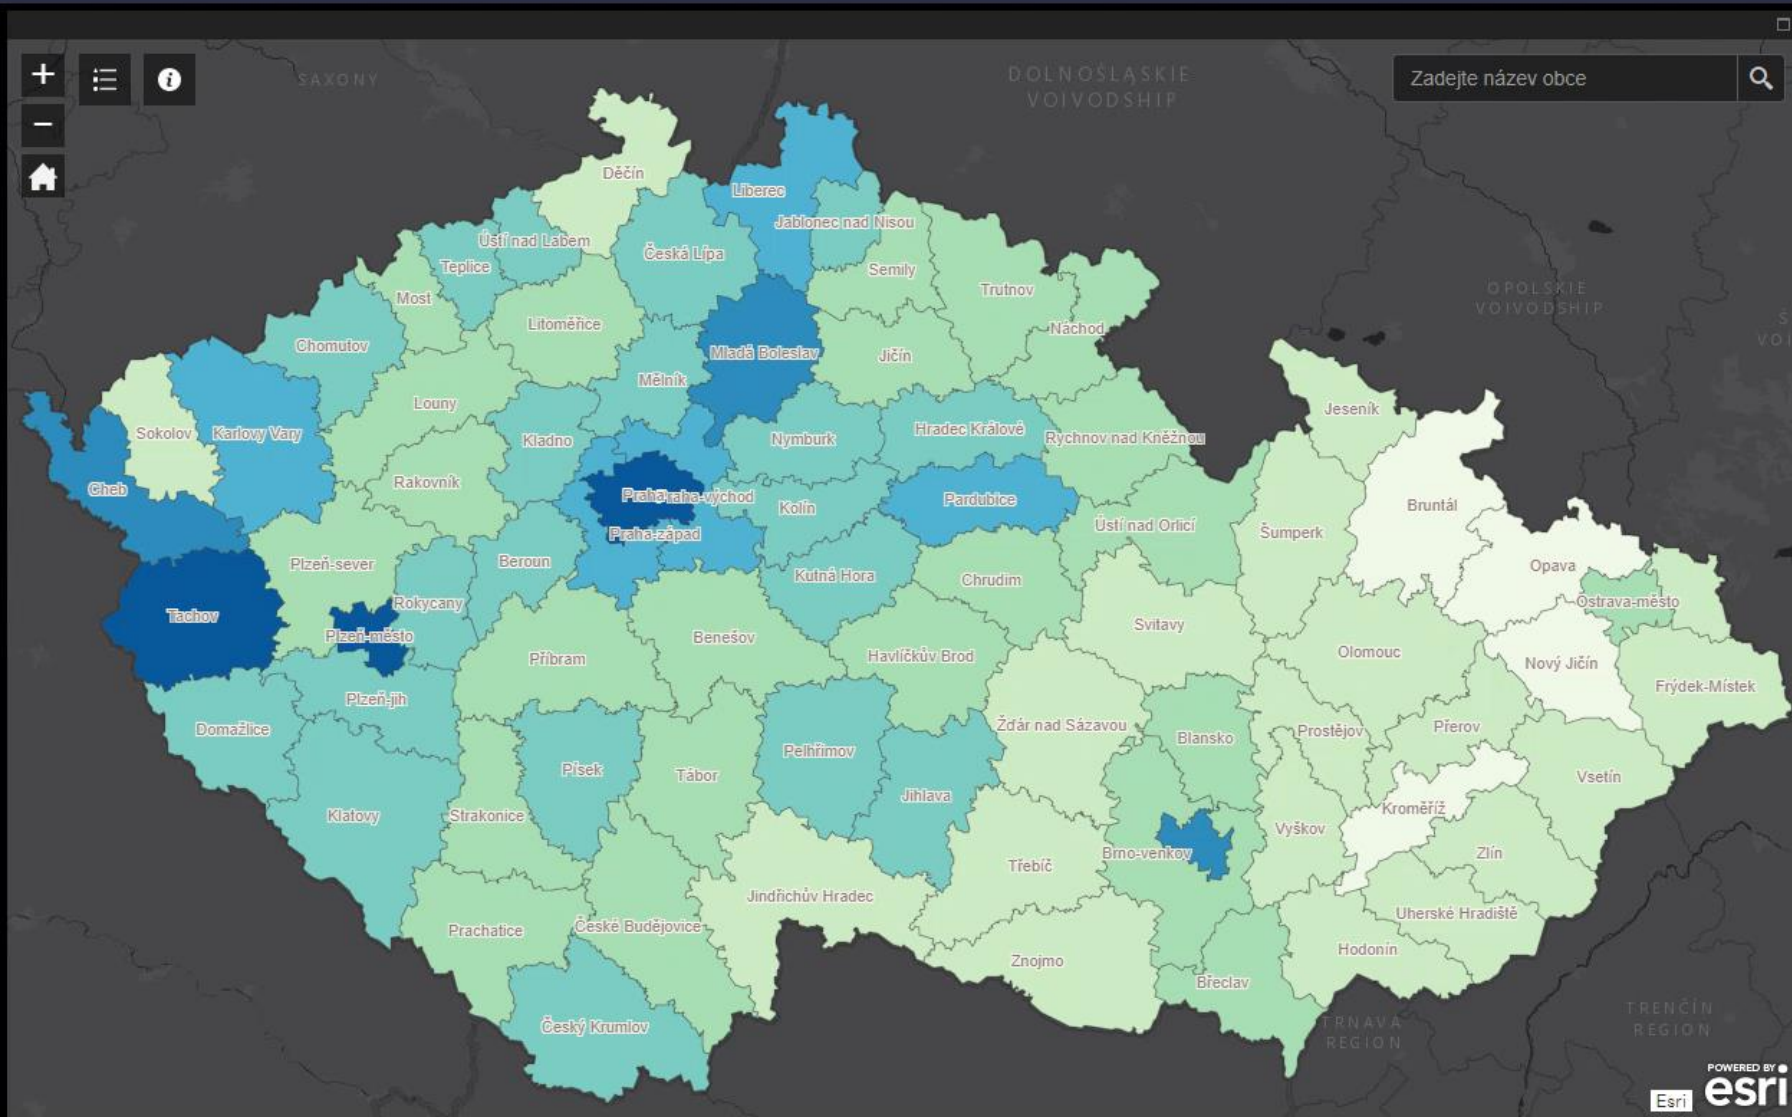 SAXONY
DOLNOŚLĄSKIE
VOIVODSHIP
Zadejte název obce
Děčín
Liberec
Jablonec nad Nisou
Ústí nad Labem
Česká Lípa
Teplice
Semily
Trutnov
Most
OPOLSKIE
VOIVODSHIP
Litoměřice
Náchod
Chomutov
Mladá Boleslav
Jičín
Mělník
Louny
Jeseník
Sokolov
Karlovy Vary
Kladno
Nymburk
Hradec Králové
Rychnov nad Kněžnou
Cheb
Rakovník
Praha
Praha-východ
Kolín
Pardubice
Bruntál
Ústí nad Orlicí
Šumperk
Praha-západ
Plzeň-sever
Beroun
Kutná Hora
Chrudim
Opava
Rokycany
Ostrava-město
Tachov
Plzeň-město
Benešov
Svitavy
Příbram
Havlíčkův Brod
Olomouc
Nový Jičín
Frýdek-Místek
Plzeň-jih
Domažlice
Žďár nad Sázavou
Blansko
Prostějov
Přerov
Pelhřimov
Písek
Tábor
Vsetín
Jihlava
Klatovy
Strakonice
Kroměříž
Vyškov
Brno-venkov
Zlín
Třebíč
Jindřichův Hradec
Uherské Hradiště
Prachatice
České Budějovice
Hodonín
Znojmo
Břeclav
Český Krumlov
TRNAVA
REGION
TRENČÍN
REGION
POWERED BY
esri
Esri